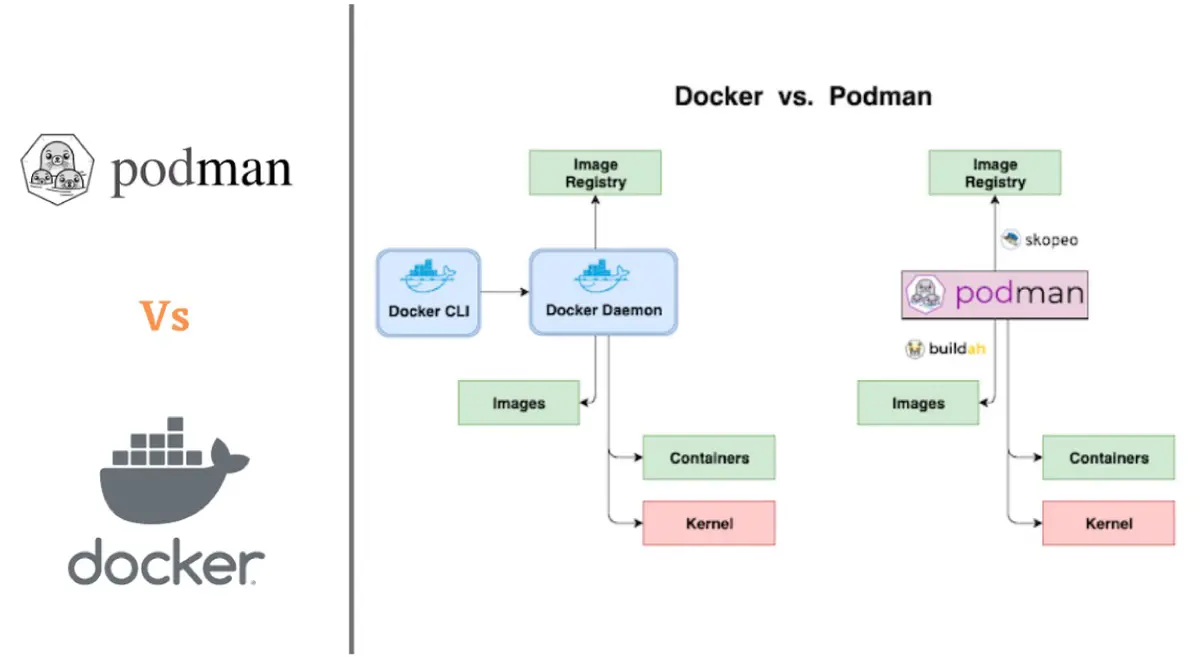 podman
Vs
docker
Docker vs. Podman
Image
Registry
Docker CLI
Docker Daemon
Images
Containers
Kernel
Image
Registry
skopeo
podman
buildah
Images
Containers
Kernel